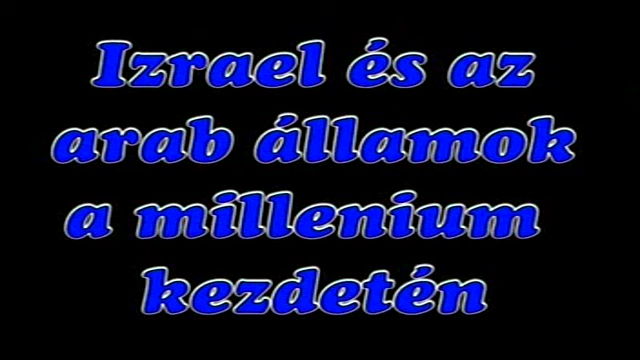 Izrael és az
arab államok
a millenium
kezdetén